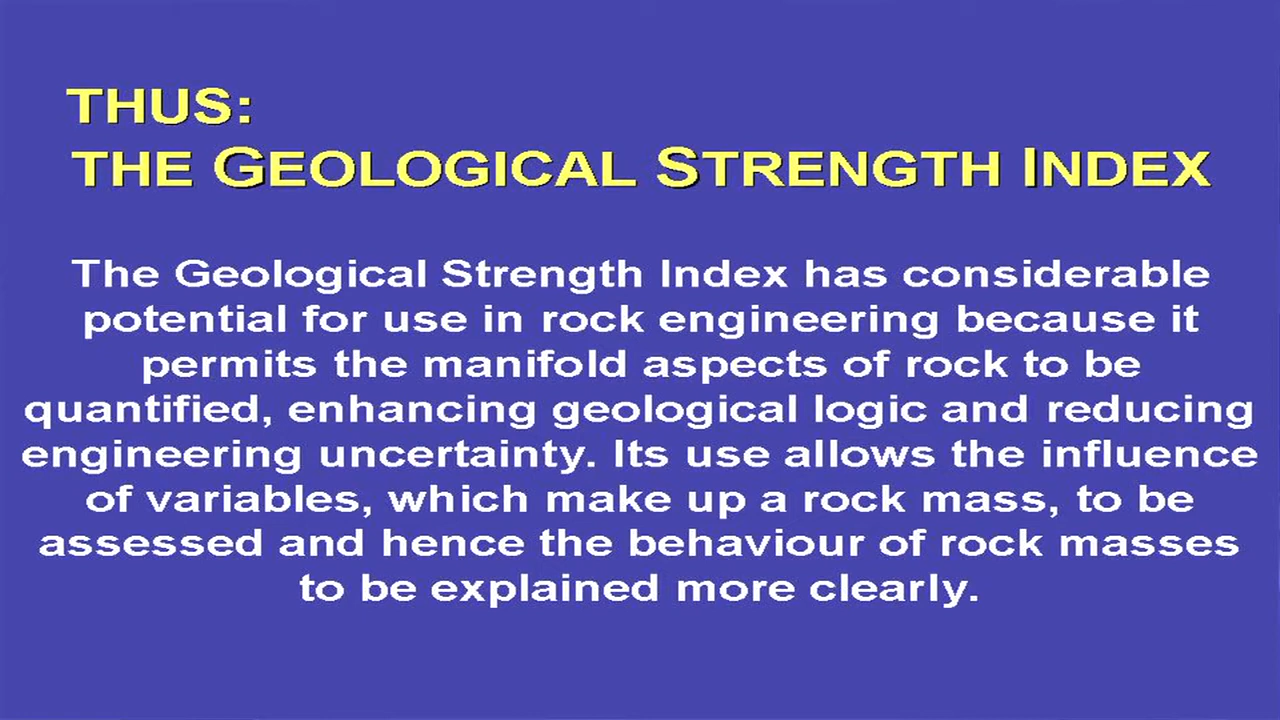 THUS:
THE GEOLOGICAL STRENGTH INDEX
The Geological Strength Index has considerable
potential for use in rock engineering because it
permits the manifold aspects of rock to be
quantified, enhancing geological logic and reducing
engineering uncertainty. Its use allows the influence
of variables, which make up a rock mass, to be
assessed and hence the behaviour of rock masses
to be explained more clearly.